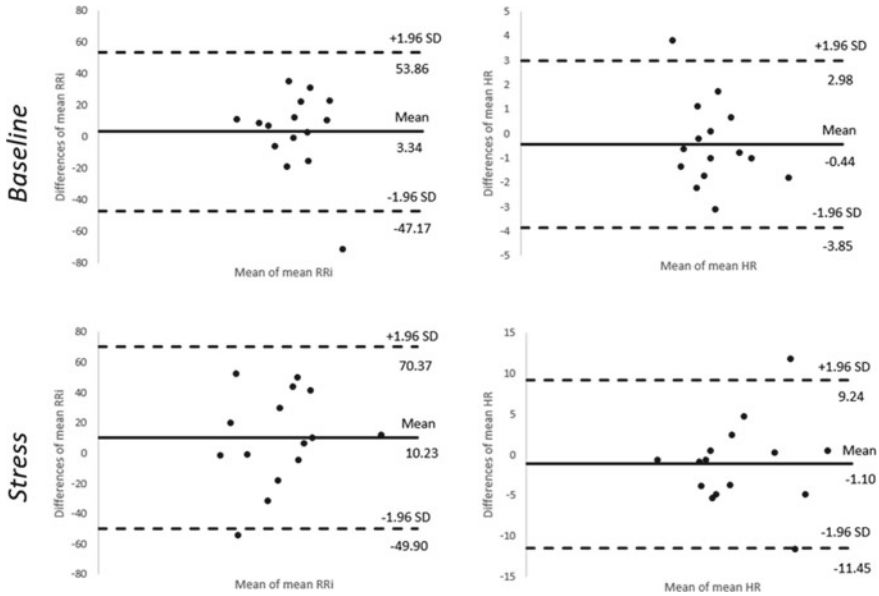 Baseline
Differences of mean RRi
80
60
40
20
0
-20
-40
-60
-80
+1.96 SD
53.86
Mean
3.34
-1.96 SD
-47.17
Mean of mean RRi
Differences of mean HR
5
4
3
2
1
0
-1
-2
-3
-4
-5
+1.96 SD
2.98
Mean
-0.44
-1.96 SD
-3.85
Mean of mean HR
Stress
Differences of mean RRi
80
60
40
20
0
-20
-40
-60
-80
+1.96 SD
70.37
Mean
10.23
-1.96 SD
-49.90
Mean of mean RRi
Differences of mean HR
15
10
5
0
-5
-10
-15
+1.96 SD
9.24
Mean
-1.10
-1.96 SD
-11.45
Mean of mean HR